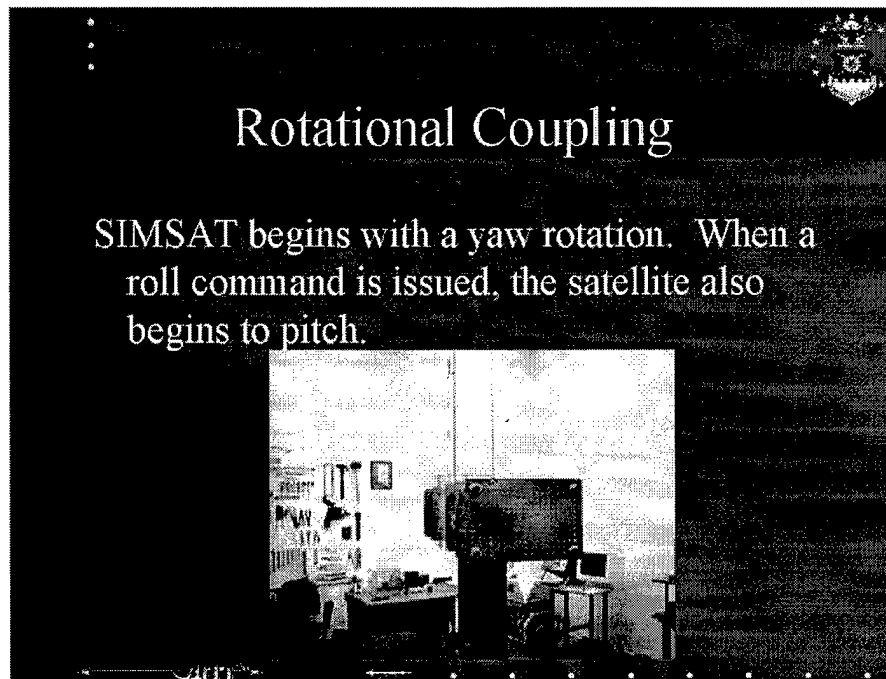 Rotational Coupling
SIMSAT begins with a yaw rotation. When a
roll command is issued, the satellite also
begins to pitch.